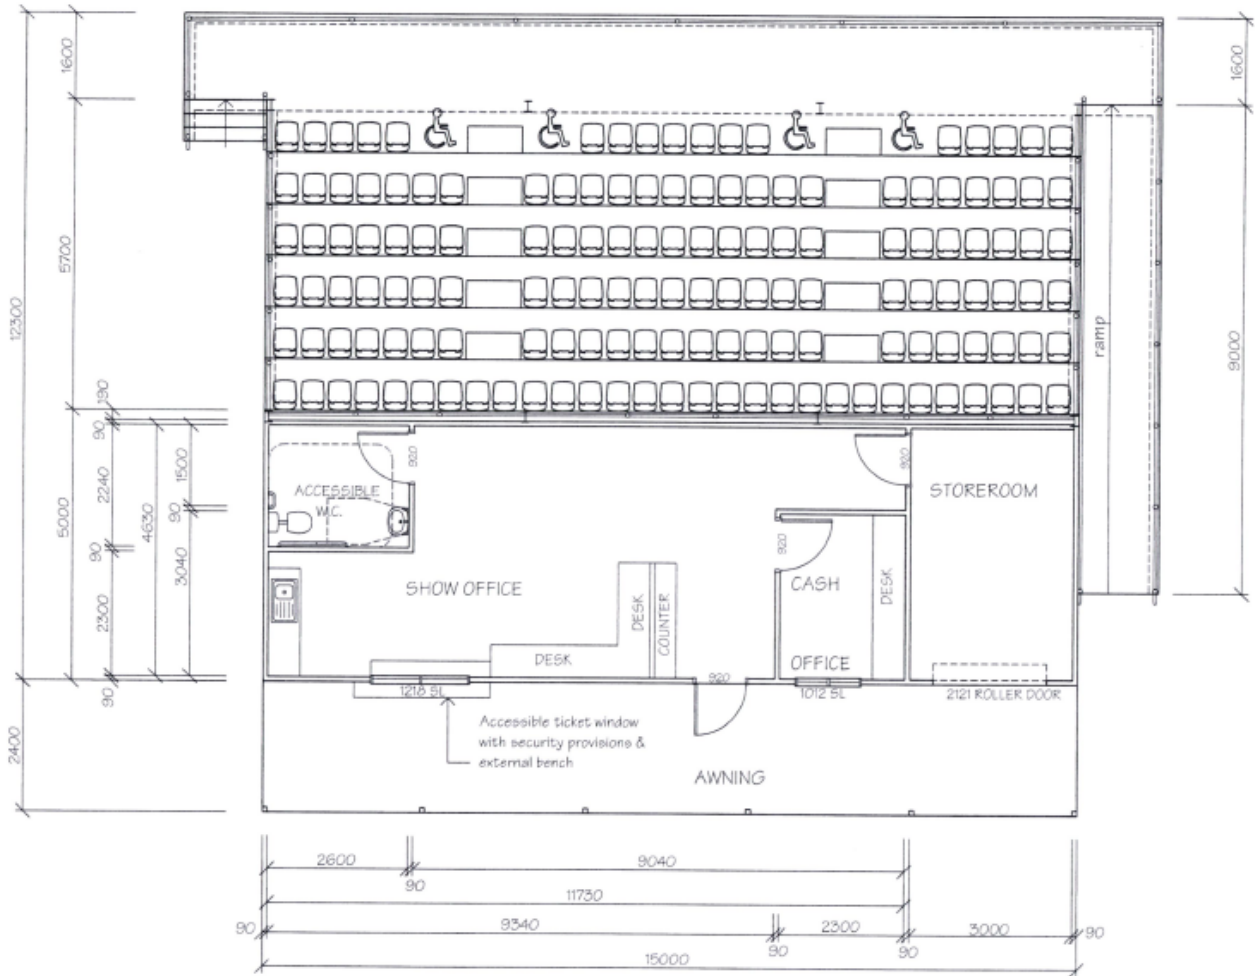 1600
1600
5700
12300
ramp
9000
190
90
2240
1500
920
920
ACCESSIBLE
W.C.
STOREROOM
5000
4630
90
90
3040
920
SHOW OFFICE
CASH
DESK
2300
DESK
COUNTER
DESK
OFFICE
90
1218 SL
920
1012 SL
2121 ROLLER DOOR
2400
Accessible ticket window
with security provisions &
external bench
AWNING
2600
9040
90
11730
90
9340
2300
3000
90
90
90
15000